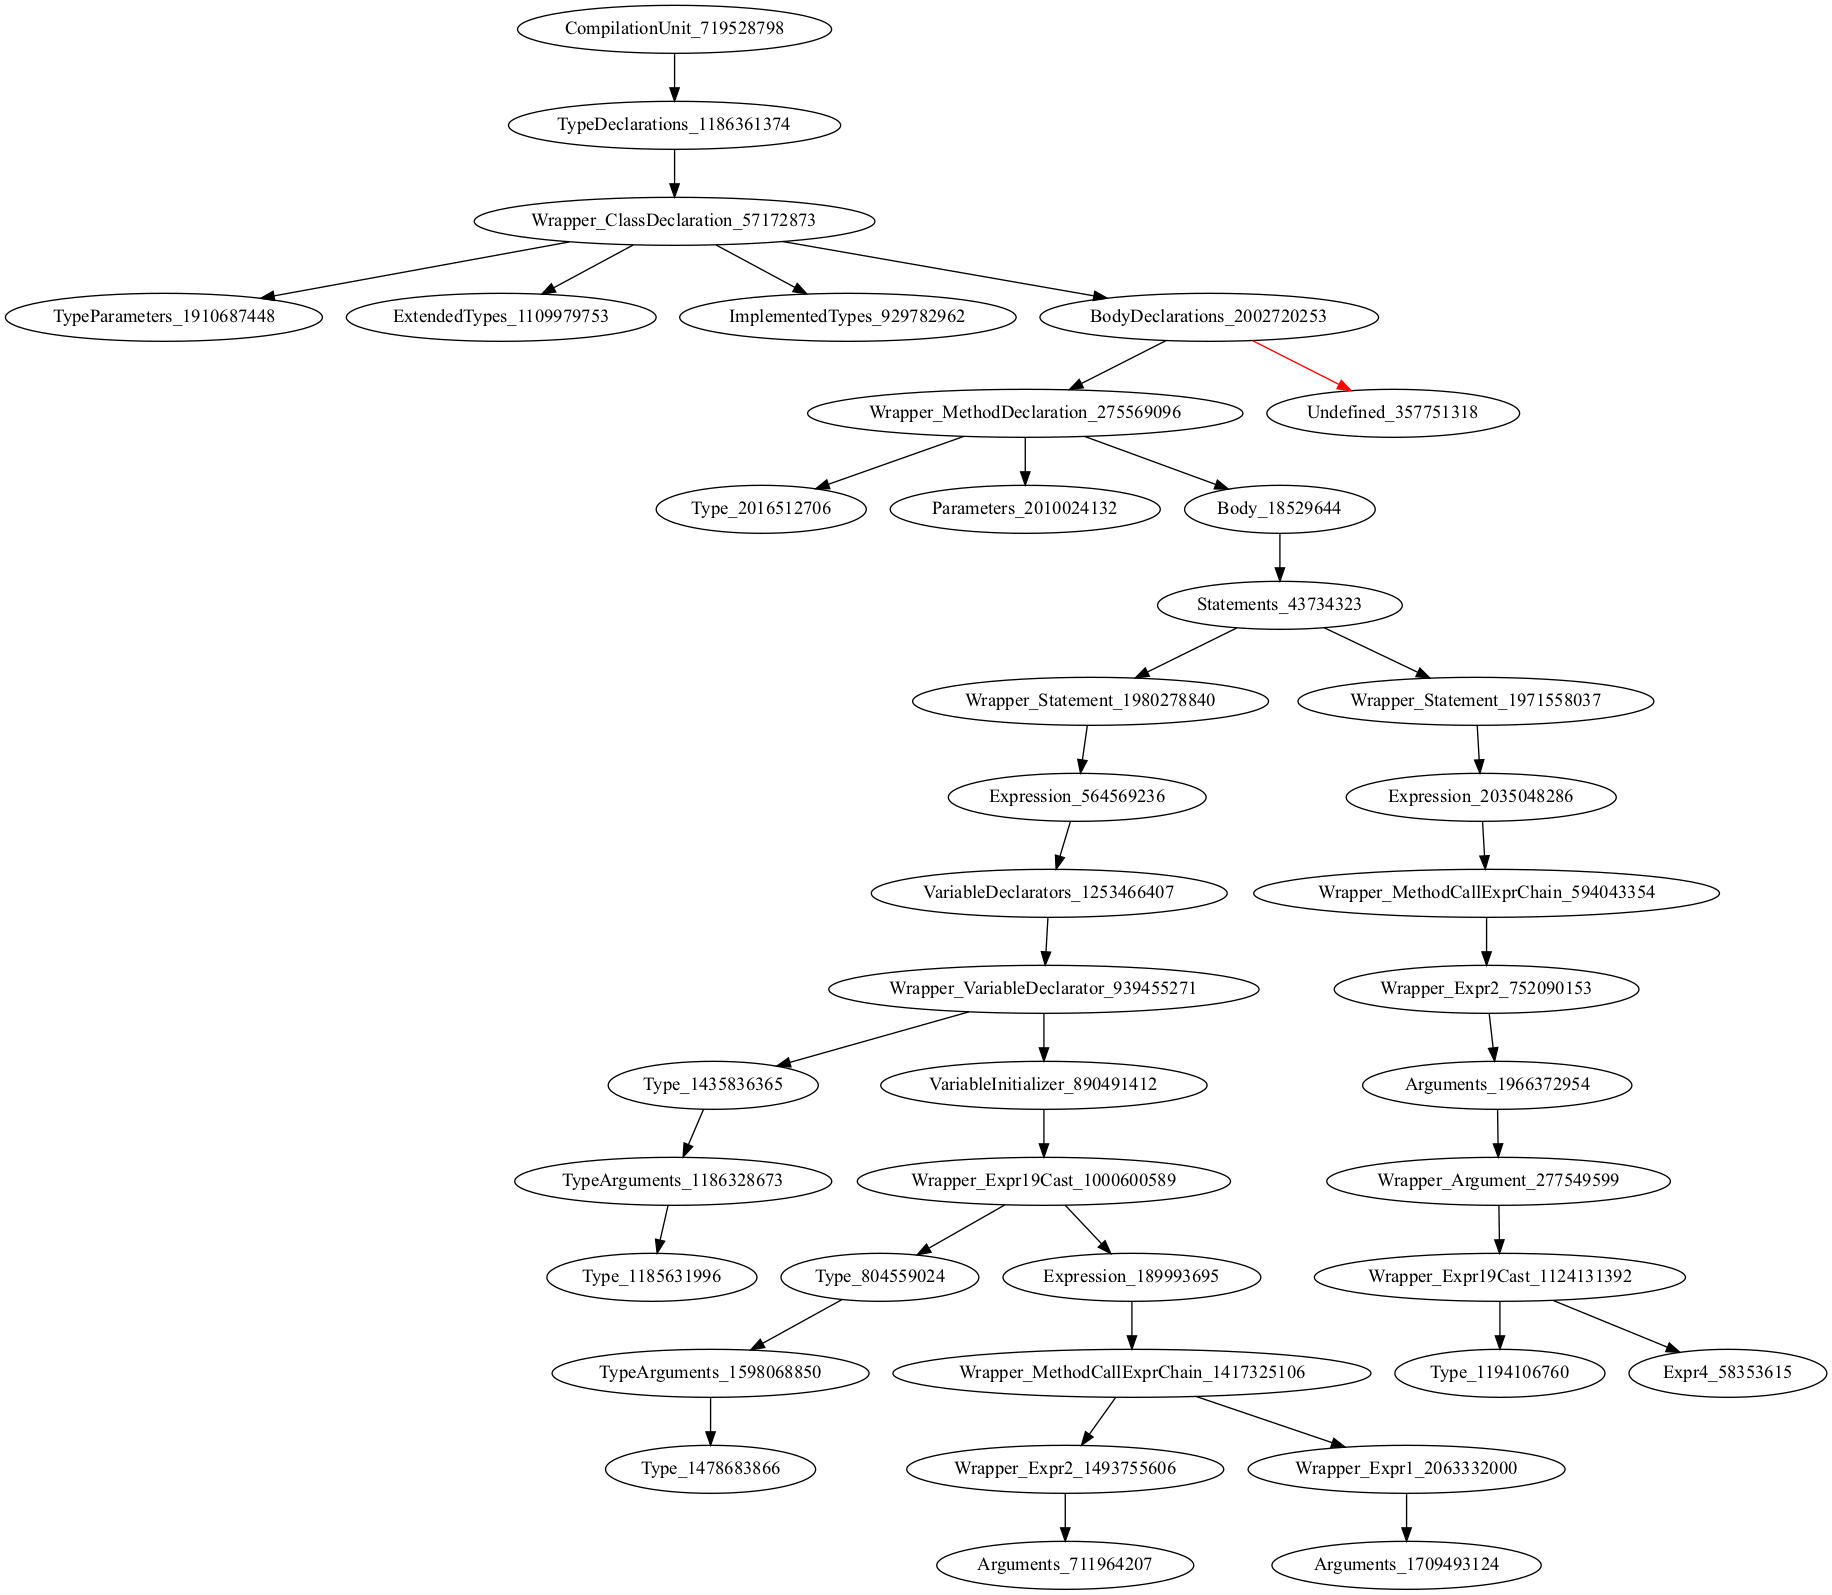 CompilationUnit_719528798
TypeDeclarations_1186361374
Wrapper_ClassDeclaration_57172873
TypeParameters_1910687448
ExtendedTypes_1109979753
ImplementedTypes_929782962
BodyDeclarations_2002720253
Wrapper_MethodDeclaration_275569096
Undefined_357751318
Type_2016512706
Parameters_2010024132
Body_18529644
Statements_43734323
Wrapper_Statement_1980278840
Wrapper_Statement_1971558037
Expression_564569236
Expression_2035048286
VariableDeclarators_1253466407
Wrapper_MethodCallExprChain_594043354
Wrapper_VariableDeclarator_939455271
Wrapper_Expr2_752090153
Type_1435836365
VariableInitializer_890491412
Arguments_1966372954
TypeArguments_1186328673
Wrapper_Expr19Cast_1000600589
Wrapper_Argument_277549599
Type_1185631996
Type_804559024
Expression_189993695
Wrapper_Expr19Cast_1124131392
TypeArguments_1598068850
Wrapper_MethodCallExprChain_1417325106
Type_1194106760
Expr4_58353615
Type_1478683866
Wrapper_Expr2_1493755606
Wrapper_Expr1_2063332000
Arguments_711964207
Arguments_1709493124